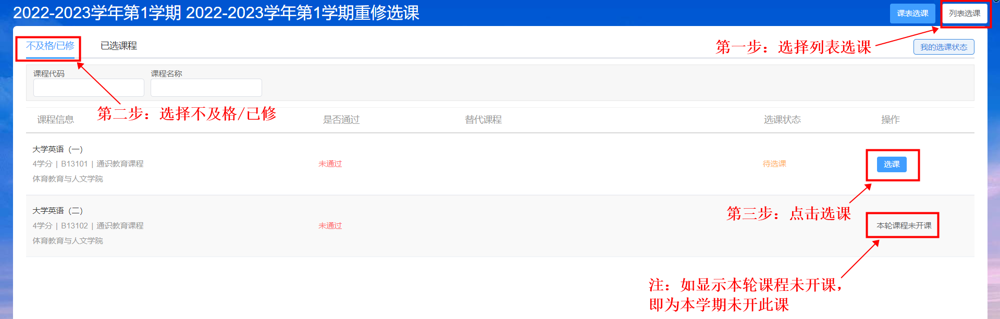 2022-2023学年第1学期 2022-2023学年第1学期重修选课
课表选课
列表选课
不及格/已修
已选课程
第一步：选择列表选课
我的选课状态
课程代码
课程名称
第二步：选择不及格/已修
课程信息
是否通过
替代课程
选课状态
操作
大学英语（一）
4学分 | B13101 | 通识教育课程
体育教育与人文学院
未通过
待选课
选课
第三步：点击选课
大学英语（二）
4学分 | B13102 | 通识教育课程
体育教育与人文学院
未通过
本轮课程未开课
注：如显示本轮课程未开课，
即为本学期未开此课